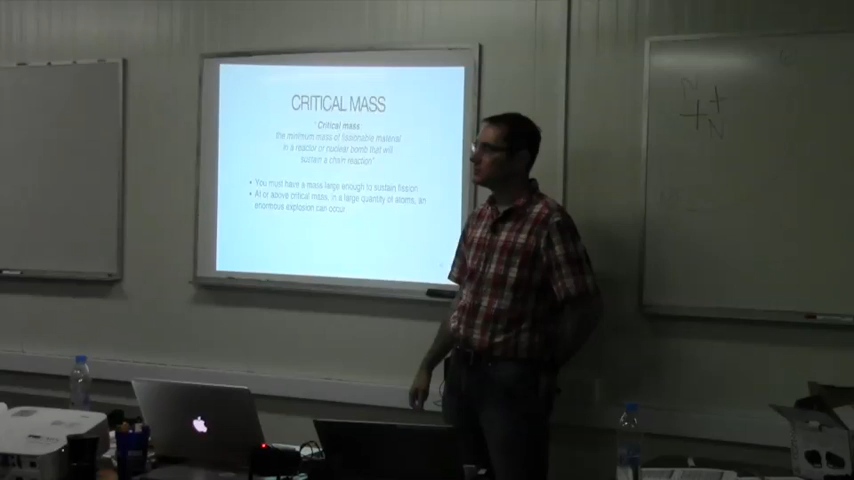 CRITICAL MASS
"Critical mass:
the minimum mass of fissionable material
in a reactor or nuclear bomb that will
sustain a chain reaction"
• You must have a mass large enough to sustain fission.
• At or above critical mass, in a large quantity of atoms, an
enormous explosion can occur.
N +
+ N